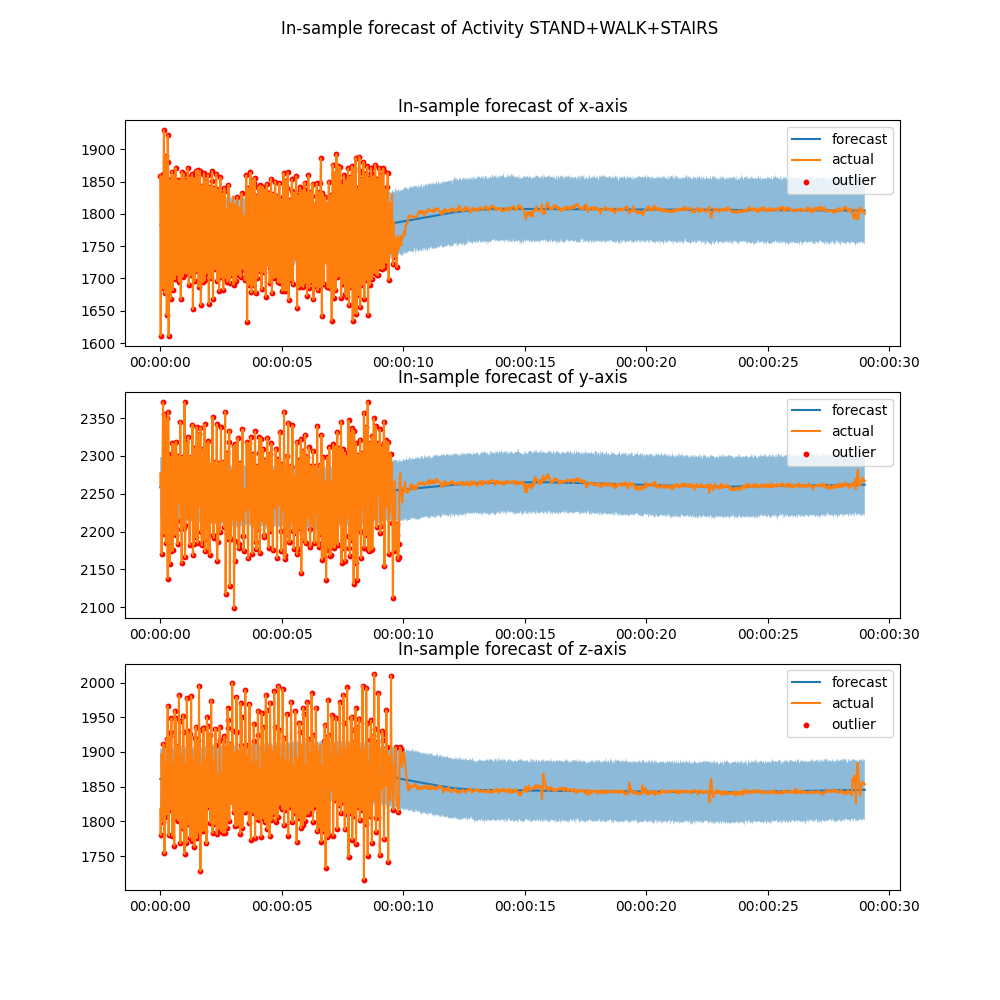 In-sample forecast of Activity STAND+WALK+STAIRS
In-sample forecast of x-axis
1900
1850
1800
1750
1700
1650
1600
forecast
actual
outlier
00:00:00 00:00:05 00:00:10 00:00:15 00:00:20 00:00:25 00:00:30
In-sample forecast of y-axis
2350
2300
2250
2200
2150
2100
forecast
actual
outlier
00:00:00 00:00:05 00:00:10 00:00:15 00:00:20 00:00:25 00:00:30
In-sample forecast of z-axis
2000
1950
1900
1850
1800
1750
forecast
actual
outlier
00:00:00 00:00:05 00:00:10 00:00:15 00:00:20 00:00:25 00:00:30